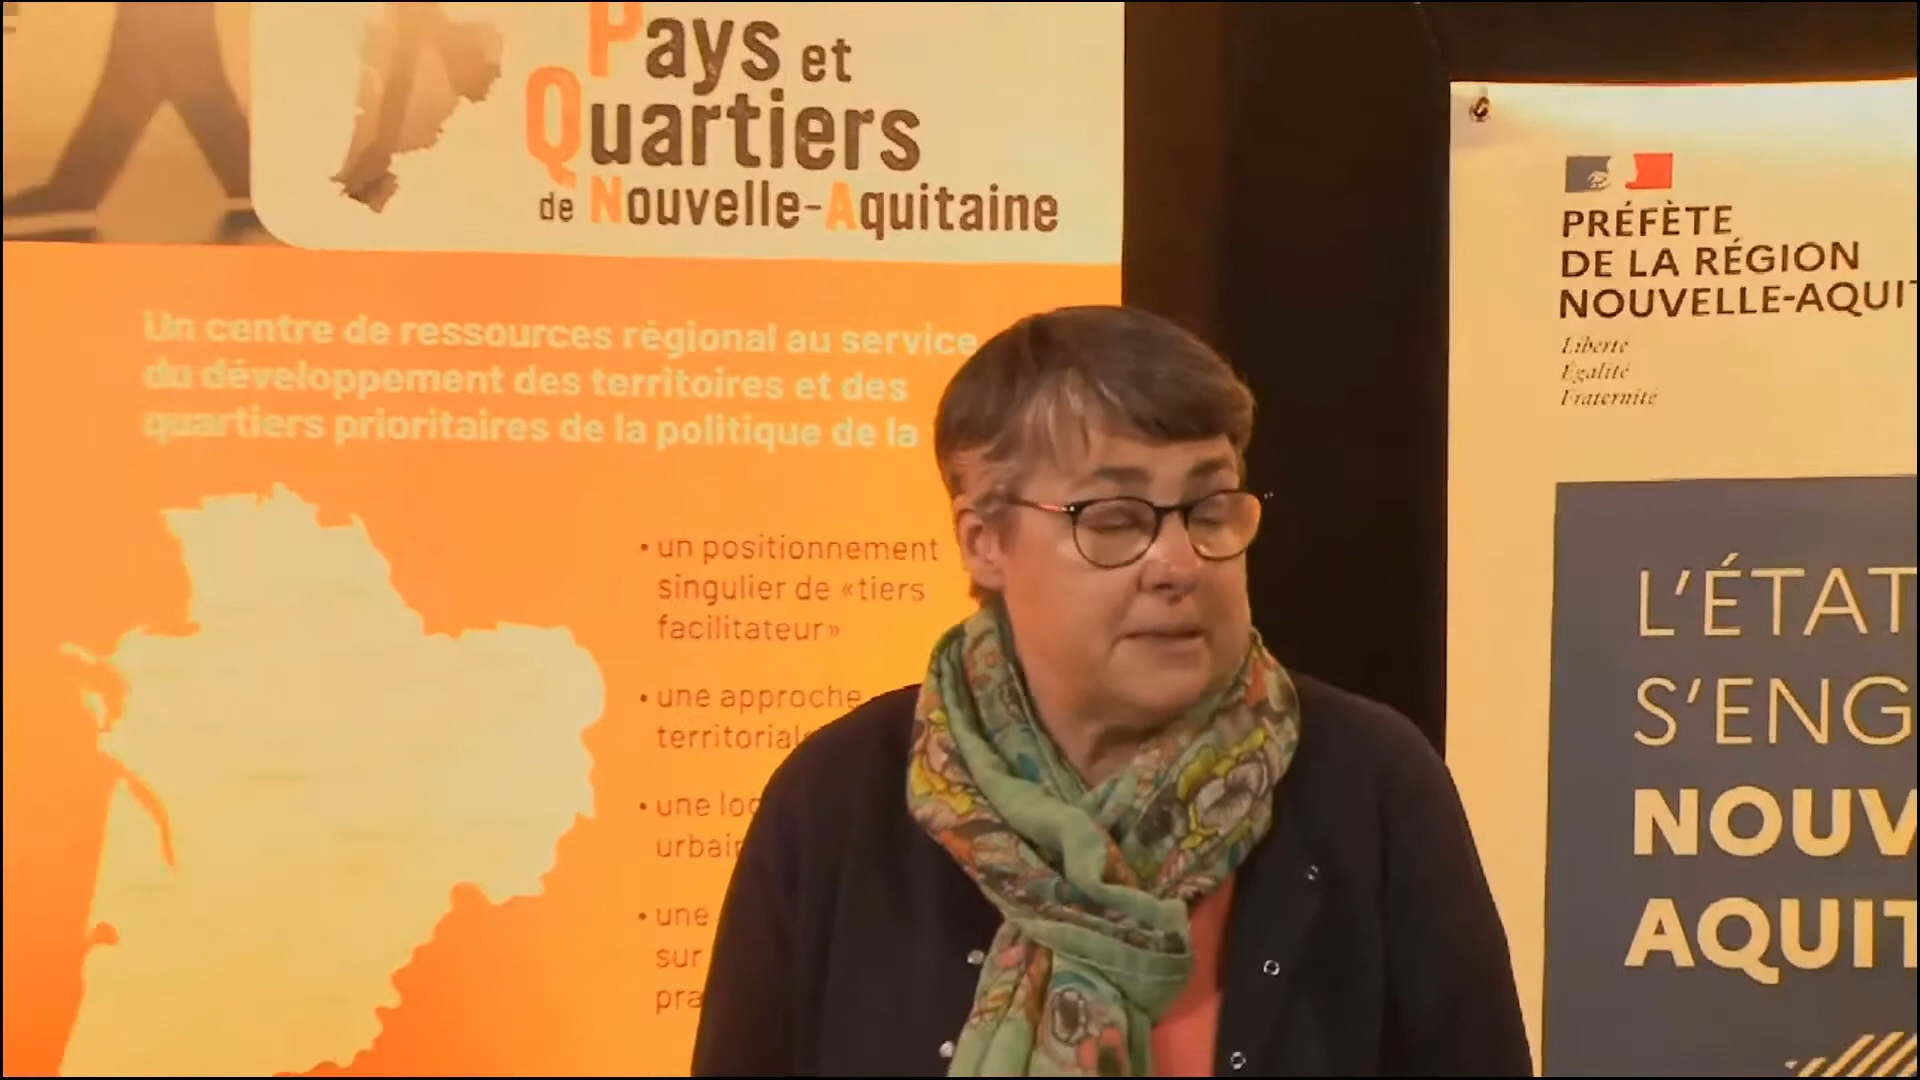 Pays et
Quartiers
de Nouvelle-Aquitaine
Un centre de ressources régional au service
du développement des territoires et des
quartiers prioritaires de la politique de la
• un positionnement
singulier de «tiers
facilitateur»
• une approche
territoriale
• une
• une
sur
PRÉFÈTE
DE LA RÉGION
NOUVELLE-AQUIT
Liberté
Égalité
Fraternité
L'ÉTAT
S'ENG
NOUV
AQUIT